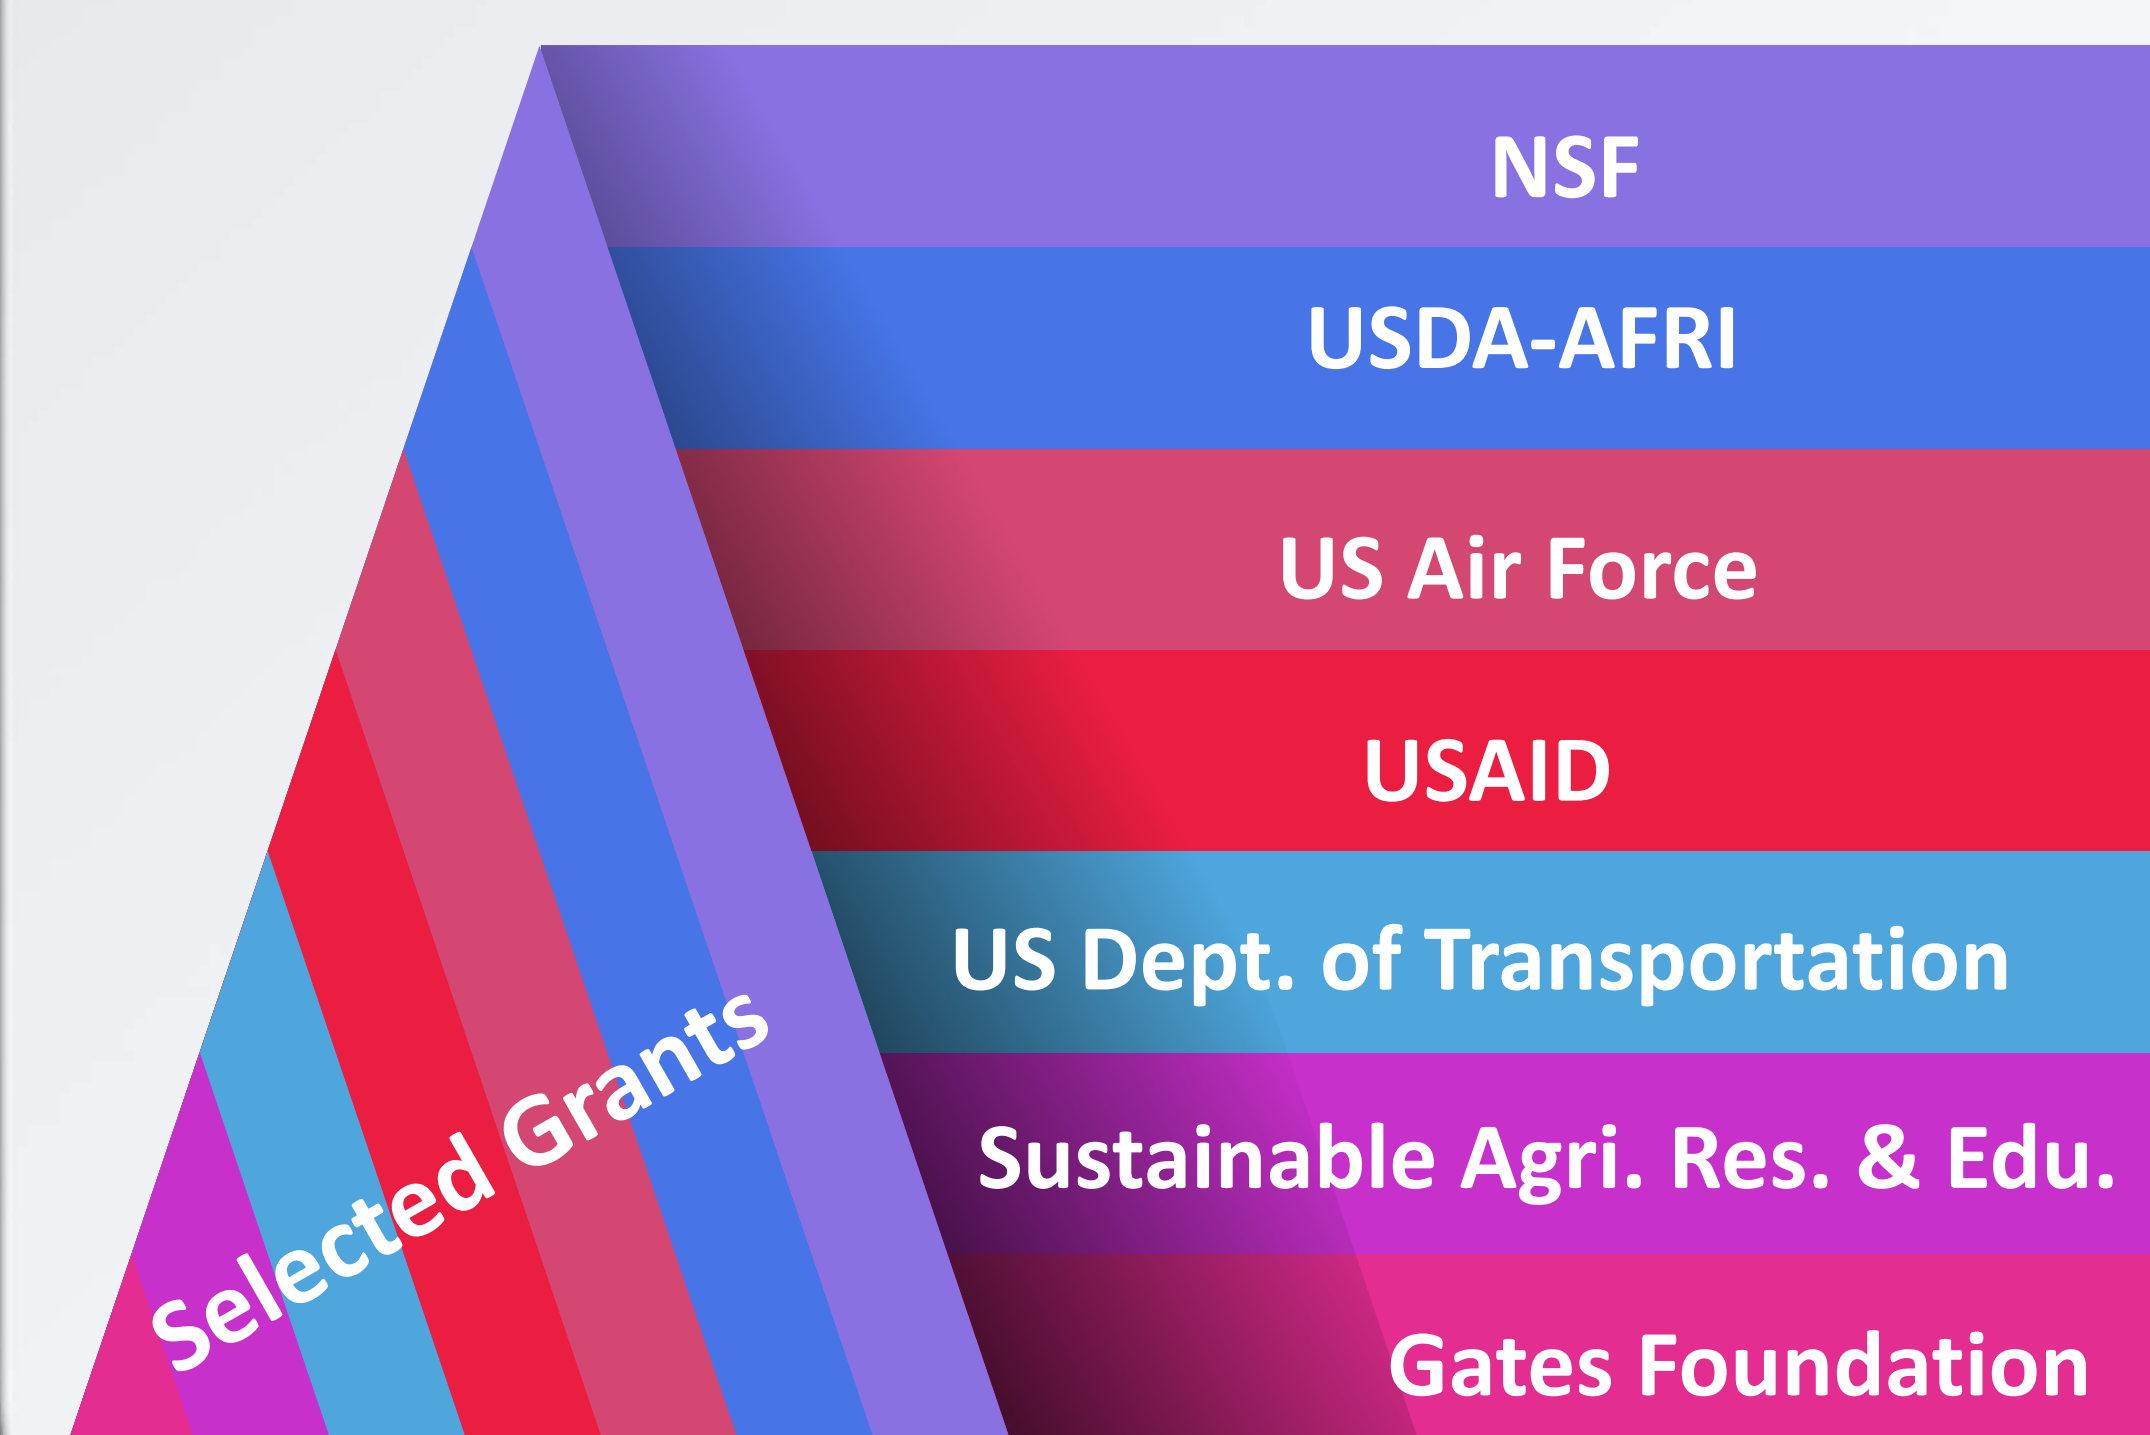 NSF
USDA-AFRI
US Air Force
USAID
US Dept. of Transportation
Sustainable Agri. Res. & Edu.
Gates Foundation
Selected Grants